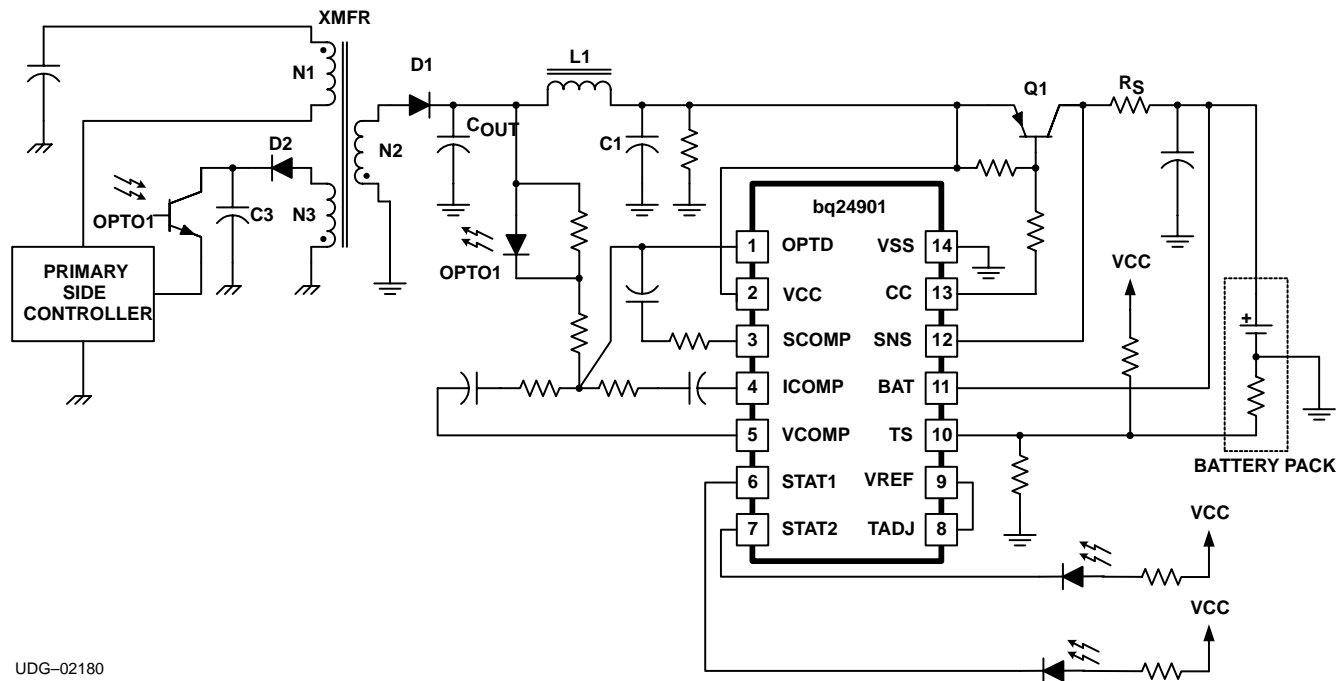 XMFR
N1
D1
L1
Q1
RS
COUT
C1
D2
N2
N3
C3
OPTO1
OPTO1
PRIMARY
SIDE
CONTROLLER
bq24901
1 OPTD VSS 14
2 VCC CC 13
3 SCOMP SNS 12
4 ICOMP BAT 11
5 VCOMP TS 10
6 STAT1 VREF 9
7 STAT2 TADJ 8
VCC
+
BATTERY PACK
VCC
VCC
UDG–02180